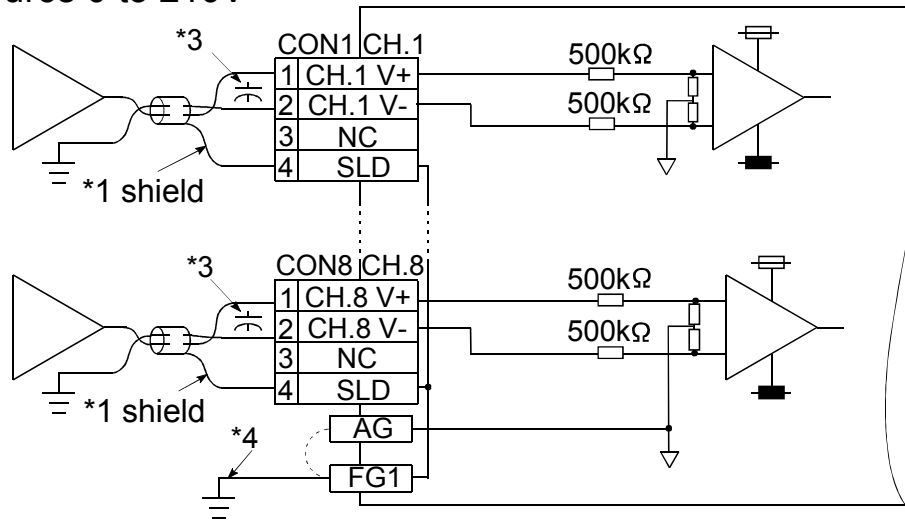 *3
CON1 CH.1
500kΩ
1 CH.1 V+
500kΩ
2 CH.1 V-
3 NC
4 SLD
*1 shield
*3
CON8 CH.8
500kΩ
1 CH.8 V+
500kΩ
2 CH.8 V-
3 NC
4 SLD
*1 shield
AG
*4
FG1